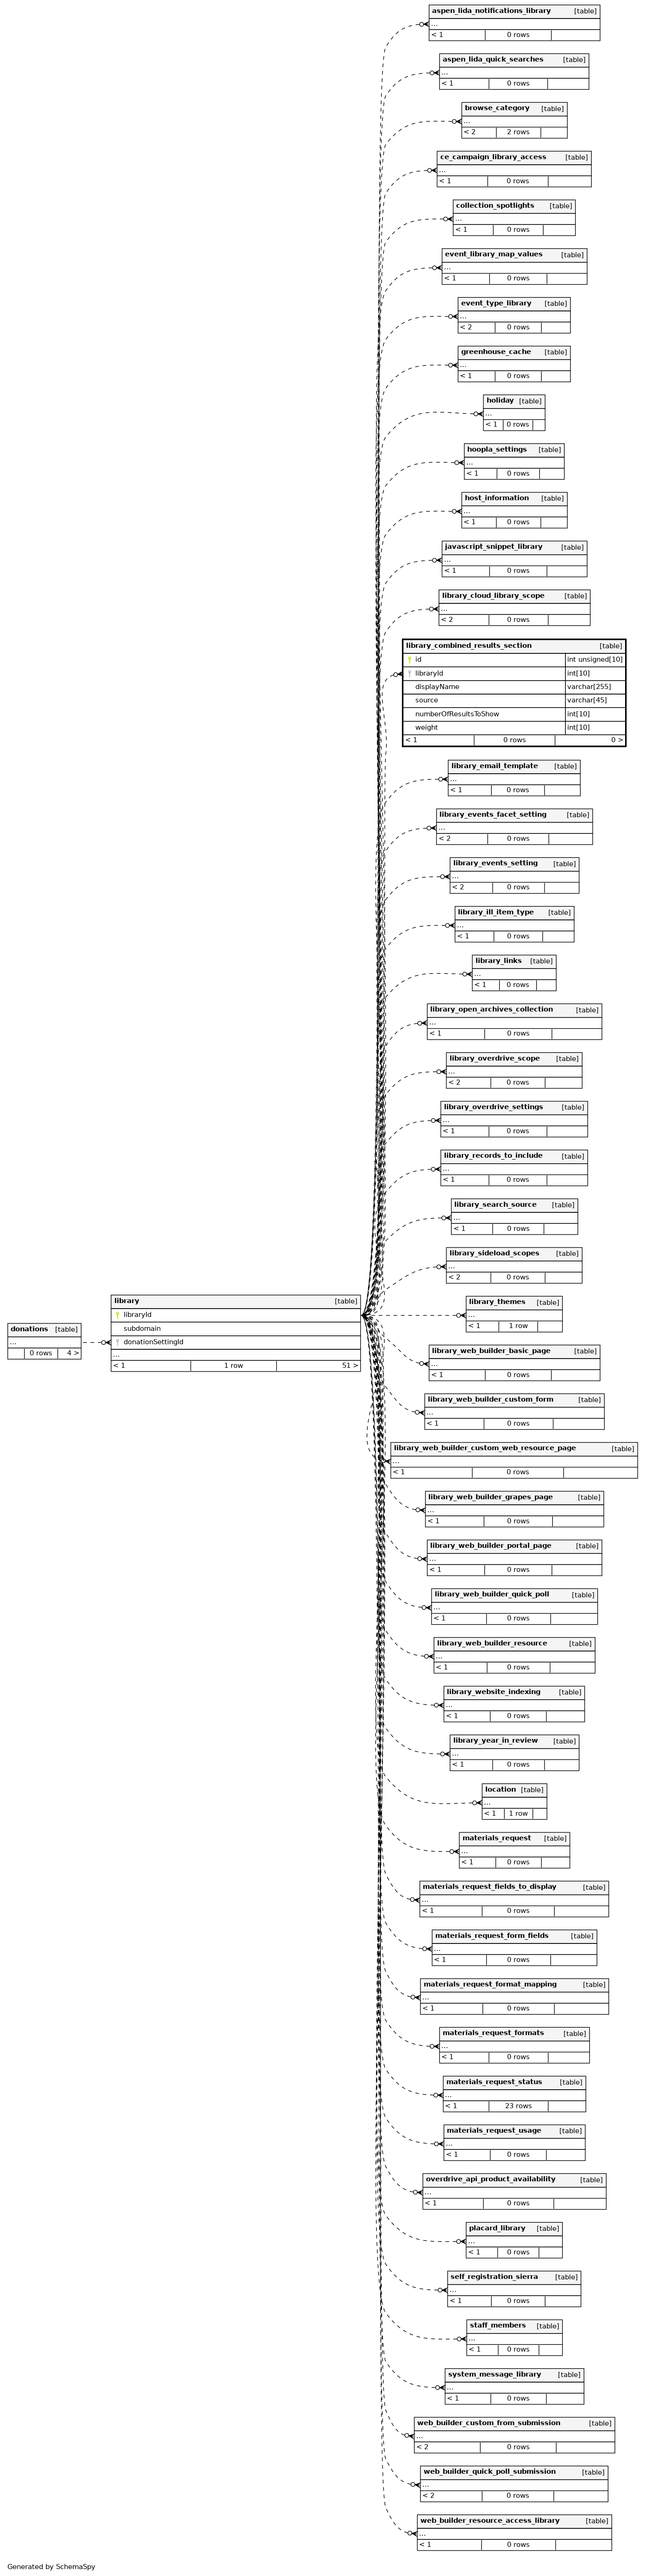 aspen_lida_notifications_library [table]
...
< 1 0 rows
aspen_lida_quick_searches [table]
...
< 1 0 rows
browse_category [table]
...
< 2 2 rows
ce_campaign_library_access [table]
...
< 1 0 rows
collection_spotlights [table]
...
< 1 0 rows
event_library_map_values [table]
...
< 1 0 rows
event_type_library [table]
...
< 2 0 rows
greenhouse_cache [table]
...
< 1 0 rows
holiday [table]
...
< 1 0 rows
hoopla_settings [table]
...
< 1 0 rows
host_information [table]
...
< 1 0 rows
javascript_snippet_library [table]
...
< 1 0 rows
library_cloud_library_scope [table]
...
< 2 0 rows
library_combined_results_section [table]
id int unsigned[10]
libraryId int[10]
displayName varchar[255]
source varchar[45]
numberOfResultsToShow int[10]
weight int[10]
< 1 0 rows 0 >
library_email_template [table]
...
< 1 0 rows
library_events_facet_setting [table]
...
< 2 0 rows
library_events_setting [table]
...
< 2 0 rows
library_ill_item_type [table]
...
< 1 0 rows
library_links [table]
...
< 1 0 rows
library_open_archives_collection [table]
...
< 1 0 rows
library_overdrive_scope [table]
...
< 2 0 rows
library_overdrive_settings [table]
...
< 1 0 rows
library_records_to_include [table]
...
< 1 0 rows
library_search_source [table]
...
< 1 0 rows
library_sideload_scopes [table]
...
< 2 0 rows
donations [table]
...
0 rows 4 >
library [table]
libraryId
subdomain
donationSettingId
...
< 1 1 row 51 >
library_themes [table]
...
< 1 1 row
library_web_builder_basic_page [table]
...
< 1 0 rows
library_web_builder_custom_form [table]
...
< 1 0 rows
library_web_builder_custom_web_resource_page [table]
...
< 1 0 rows
library_web_builder_grapes_page [table]
...
< 1 0 rows
library_web_builder_portal_page [table]
...
< 1 0 rows
library_web_builder_quick_poll [table]
...
< 1 0 rows
library_web_builder_resource [table]
...
< 1 0 rows
library_website_indexing [table]
...
< 1 0 rows
library_year_in_review [table]
...
< 1 0 rows
location [table]
...
< 1 1 row
materials_request [table]
...
< 1 0 rows
materials_request_fields_to_display [table]
...
< 1 0 rows
materials_request_form_fields [table]
...
< 1 0 rows
materials_request_format_mapping [table]
...
< 1 0 rows
materials_request_formats [table]
...
< 1 0 rows
materials_request_status [table]
...
< 1 23 rows
materials_request_usage [table]
...
< 1 0 rows
overdrive_api_product_availability [table]
...
< 1 0 rows
placard_library [table]
...
< 1 0 rows
self_registration_sierra [table]
...
< 1 0 rows
staff_members [table]
...
< 1 0 rows
system_message_library [table]
...
< 1 0 rows
web_builder_custom_from_submission [table]
...
< 2 0 rows
web_builder_quick_poll_submission [table]
...
< 2 0 rows
web_builder_resource_access_library [table]
...
< 1 0 rows
Generated by SchemaSpy